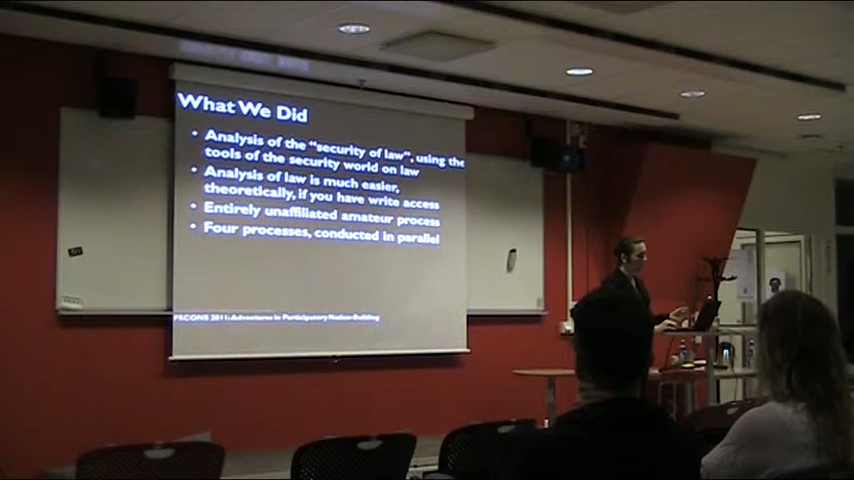 What We Did
• Analysis of the "security of law", using the
tools of the security world on law
• Analysis of law is much easier,
theoretically, if you have write access
• Entirely unaffiliated amateur process
• Four processes, conducted in parallel
FSCONS 2011: Adventures in Participatory Nation-Building